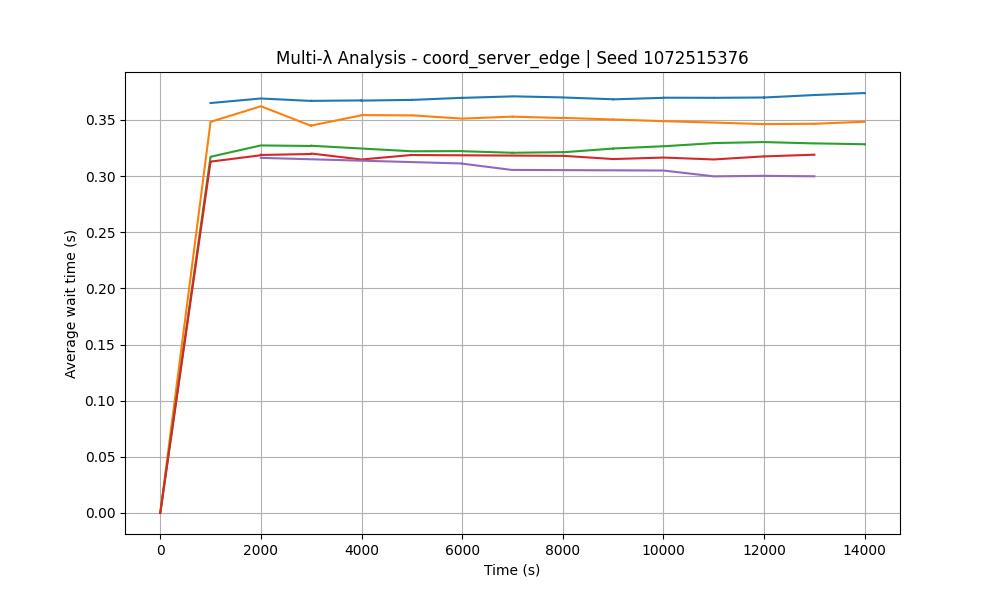 Multi-λ Analysis - coord_server_edge | Seed 1072515376
Average wait time (s)
0.35
0.30
0.25
0.20
0.15
0.10
0.05
0.00
0 2000 4000 6000 8000 10000 12000 14000
Time (s)